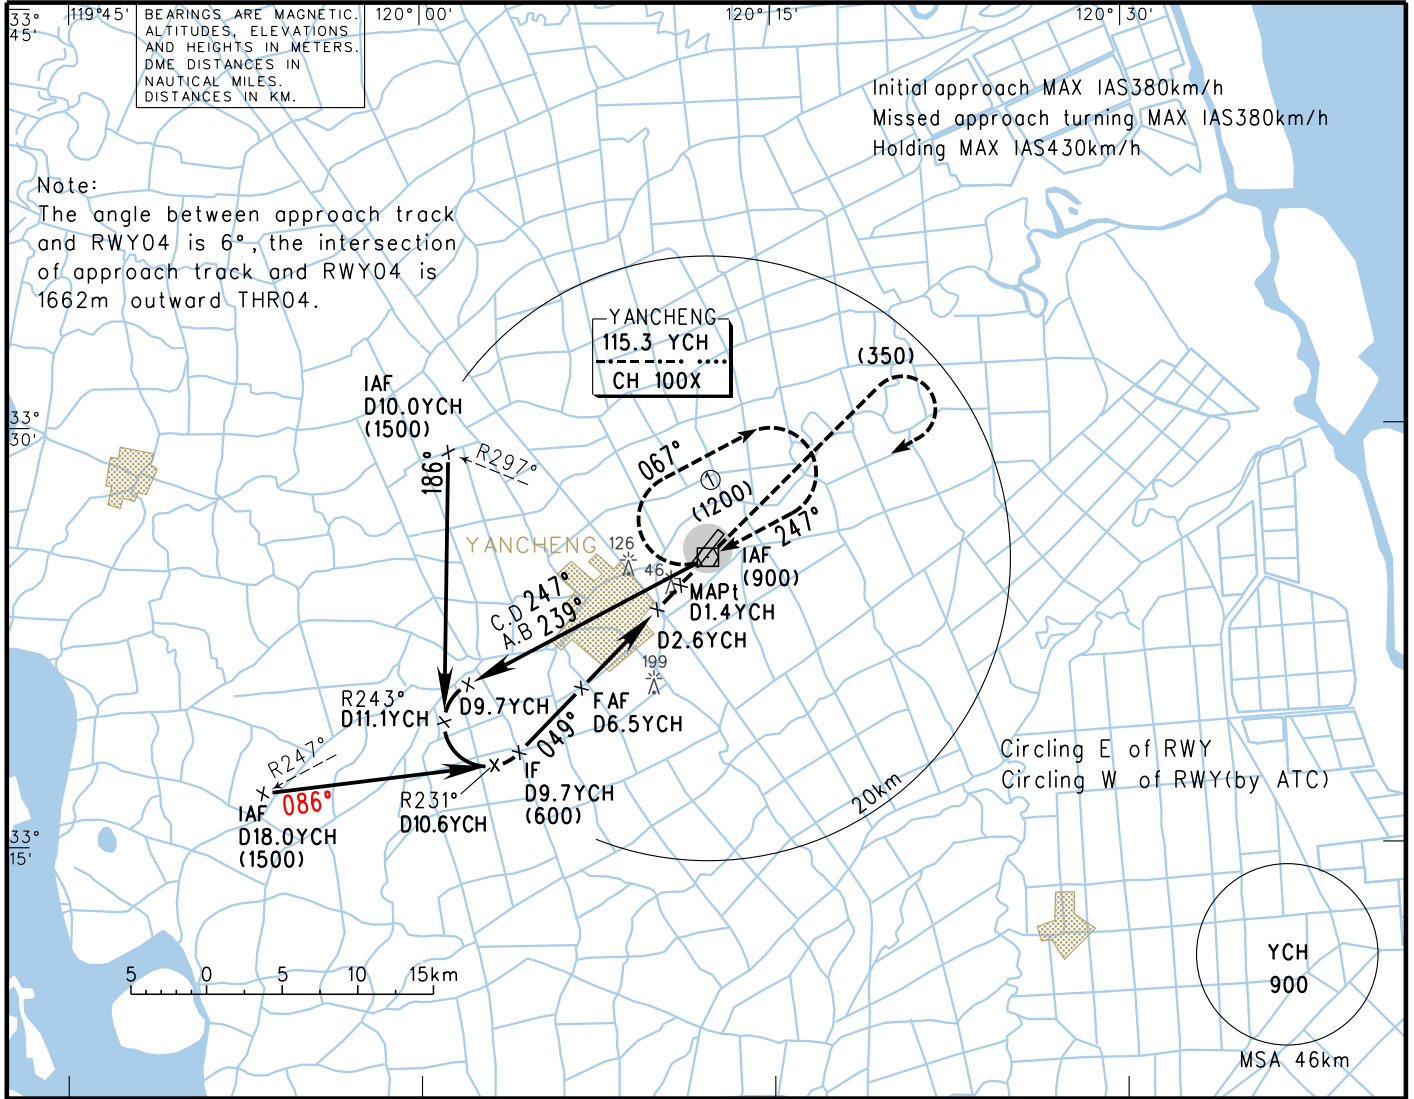 119°45'
120°00'
120°15'
120°30'
33°
45'
BEARINGS ARE MAGNETIC.
ALTITUDES, ELEVATIONS
AND HEIGHTS IN METERS.
DME DISTANCES IN
NAUTICAL MILES.
DISTANCES IN KM.
Initial approach MAX IAS380km/h
Missed approach turning MAX IAS380km/h
Holding MAX IAS430km/h
Note:
The angle between approach track
and RWY04 is 6°, the intersection
of approach track and RWY04 is
1662m outward THR04.
YANCHENG
115.3 YCH
CH 100X
(350)
IAF
D10.0YCH
(1500)
33°
30'
R297°
186°
067°
1
(1200)
247°
YANCHENG
126
46
IAF
(900)
MAPt
D1.4YCH
C.D 247°
A.B 239°
D2.6YCH
199
R243°
D11.1YCH
D9.7YCH
FAF
D6.5YCH
049°
R247°
086°
IAF
D18.0YCH
(1500)
R231°
D10.6YCH
IF
D9.7YCH
(600)
Circling E of RWY
Circling W of RWY(by ATC)
20km
33°
15'
5 0 5 10 15km
YCH
900
MSA 46km